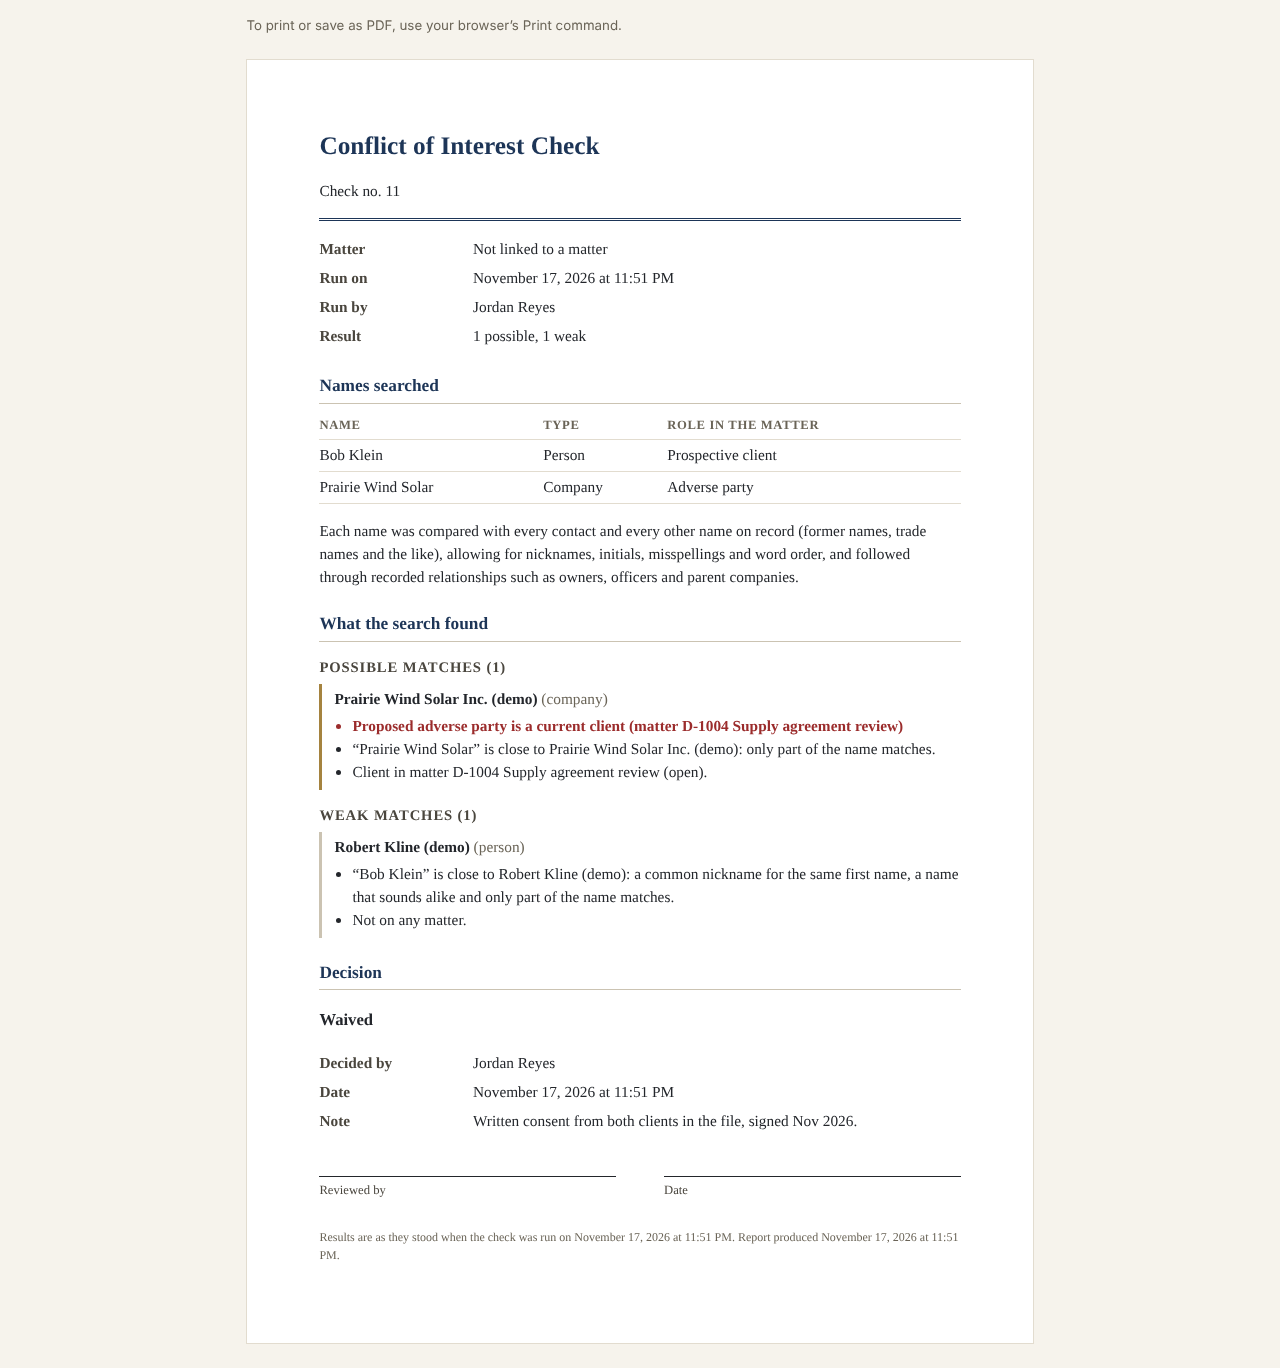 To print or save as PDF, use your browser’s Print command.
Conflict of Interest Check
Check no. 11
Matter Not linked to a matter
Run on November 17, 2026 at 11:51 PM
Run by Jordan Reyes
Result 1 possible, 1 weak
Names searched
NAME TYPE ROLE IN THE MATTER
Bob Klein Person Prospective client
Prairie Wind Solar Company Adverse party
Each name was compared with every contact and every other name on record (former names, trade
names and the like), allowing for nicknames, initials, misspellings and word order, and followed
through recorded relationships such as owners, officers and parent companies.
What the search found
POSSIBLE MATCHES (1)
Prairie Wind Solar Inc. (demo) (company)
• Proposed adverse party is a current client (matter D-1004 Supply agreement review)
• “Prairie Wind Solar” is close to Prairie Wind Solar Inc. (demo): only part of the name matches.
• Client in matter D-1004 Supply agreement review (open).
WEAK MATCHES (1)
Robert Kline (demo) (person)
• “Bob Klein” is close to Robert Kline (demo): a common nickname for the same first name, a name
that sounds alike and only part of the name matches.
• Not on any matter.
Decision
Waived
Decided by Jordan Reyes
Date November 17, 2026 at 11:51 PM
Note Written consent from both clients in the file, signed Nov 2026.
Reviewed by Date
Results are as they stood when the check was run on November 17, 2026 at 11:51 PM. Report produced November 17, 2026 at 11:51
PM.